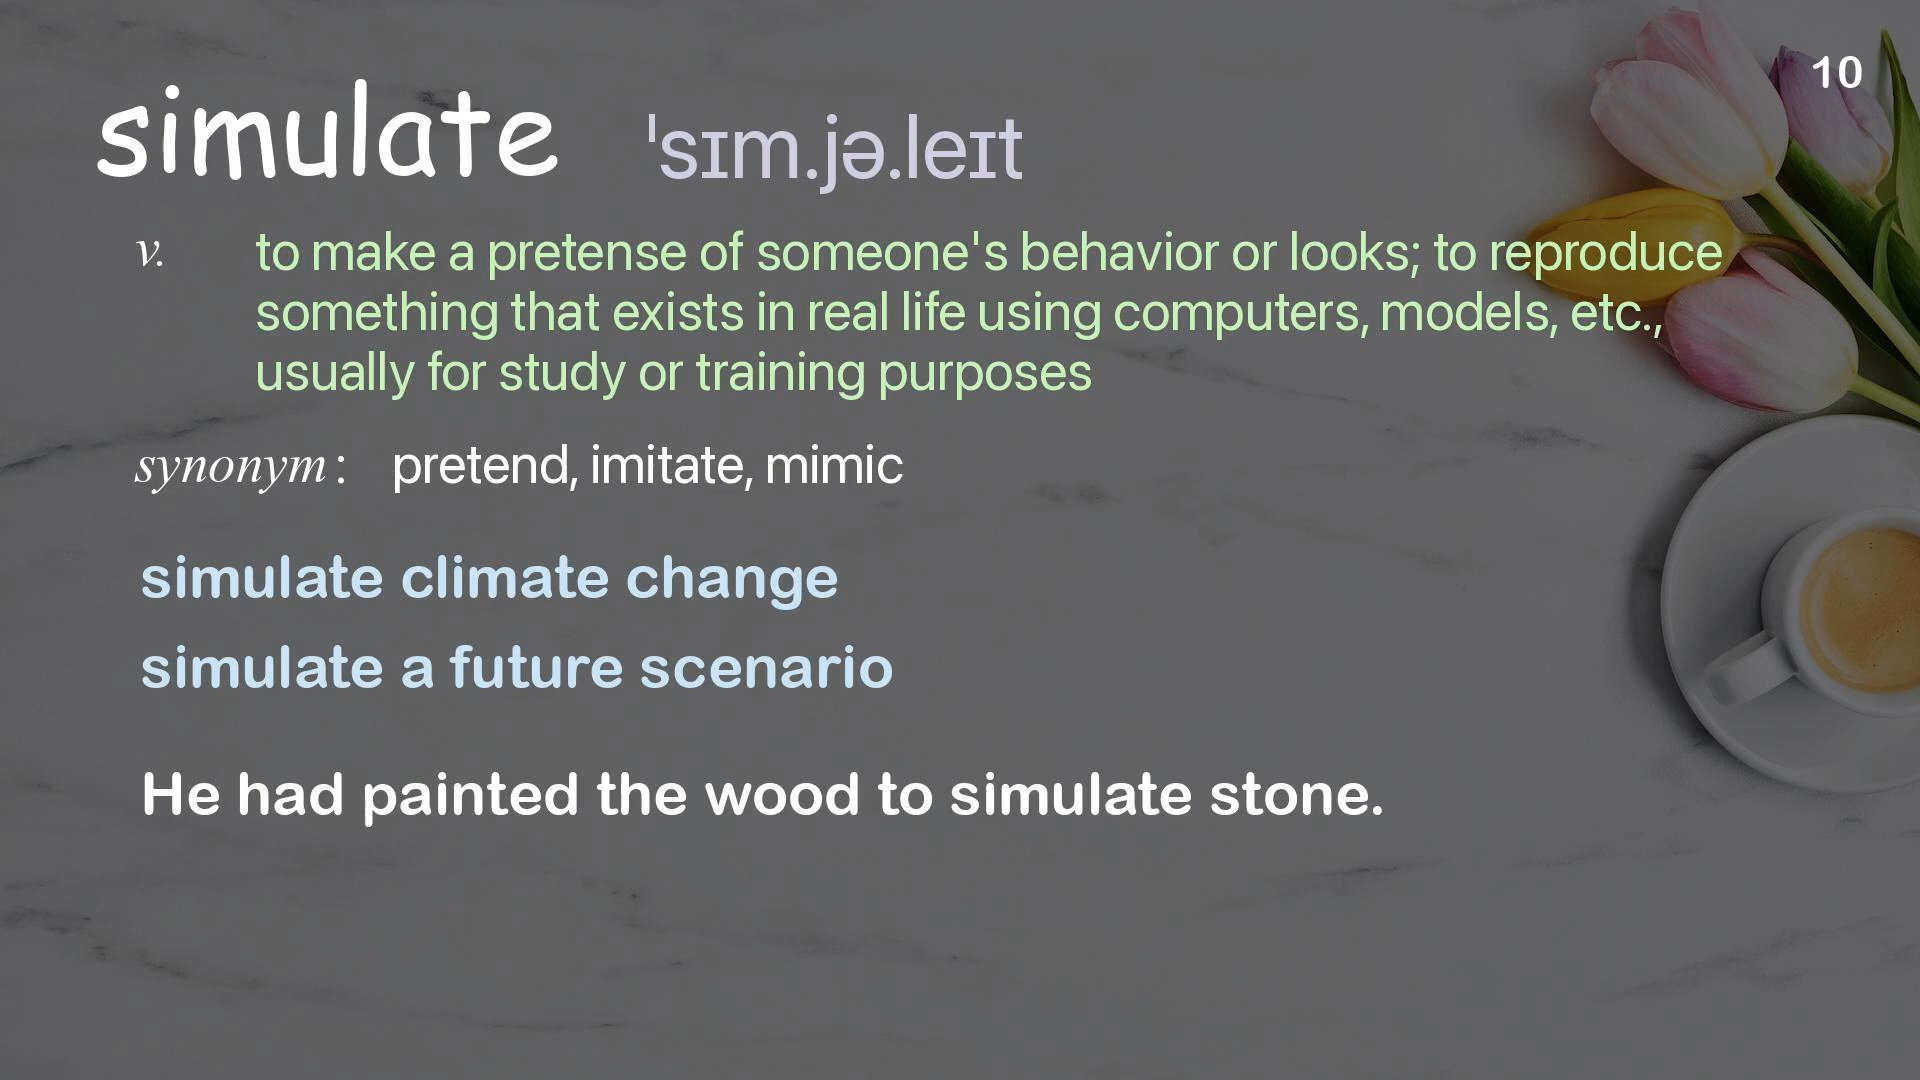 10
simulate ˈsɪm.jə.leɪt
v. to make a pretense of someone's behavior or looks; to reproduce
something that exists in real life using computers, models, etc.,
usually for study or training purposes
synonym: pretend, imitate, mimic
simulate climate change
simulate a future scenario
He had painted the wood to simulate stone.